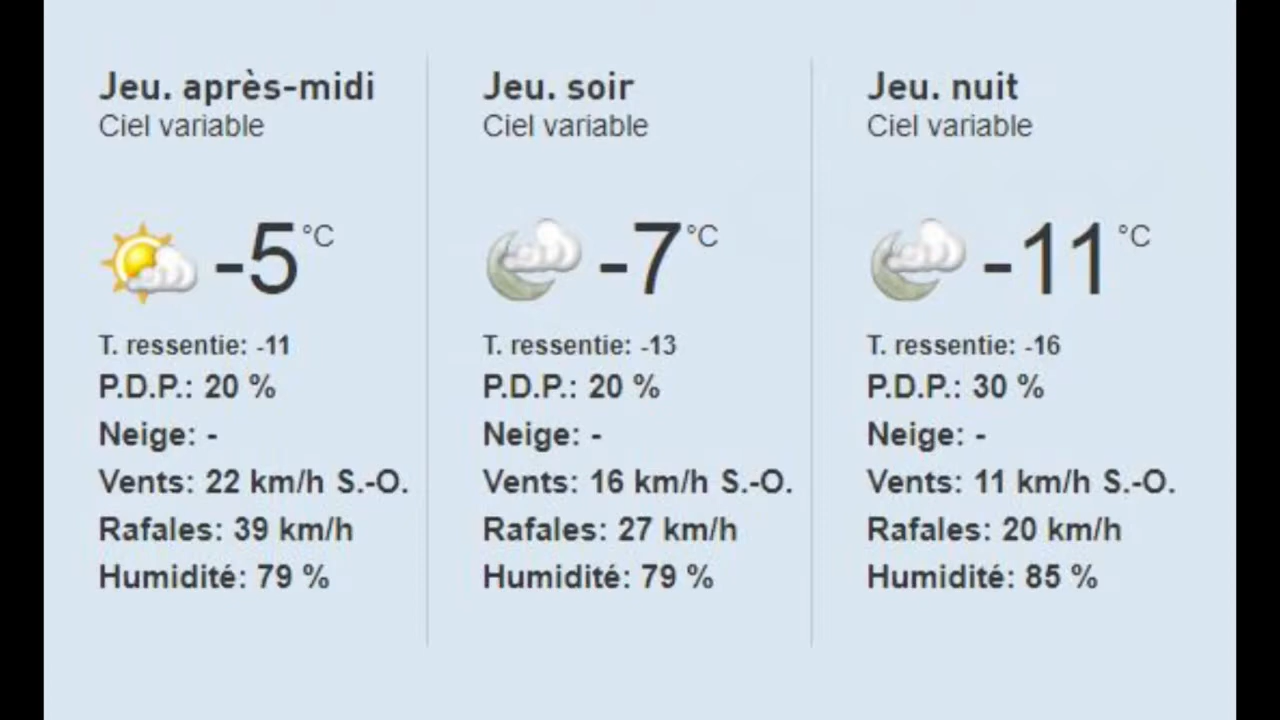 Jeu. après-midi
Ciel variable
-5 °C
T. ressentie: -11
P.D.P.: 20 %
Neige: -
Vents: 22 km/h S.-O.
Rafales: 39 km/h
Humidité: 79 %
Jeu. soir
Ciel variable
-7 °C
T. ressentie: -13
P.D.P.: 20 %
Neige: -
Vents: 16 km/h S.-O.
Rafales: 27 km/h
Humidité: 79 %
Jeu. nuit
Ciel variable
-11 °C
T. ressentie: -16
P.D.P.: 30 %
Neige: -
Vents: 11 km/h S.-O.
Rafales: 20 km/h
Humidité: 85 %